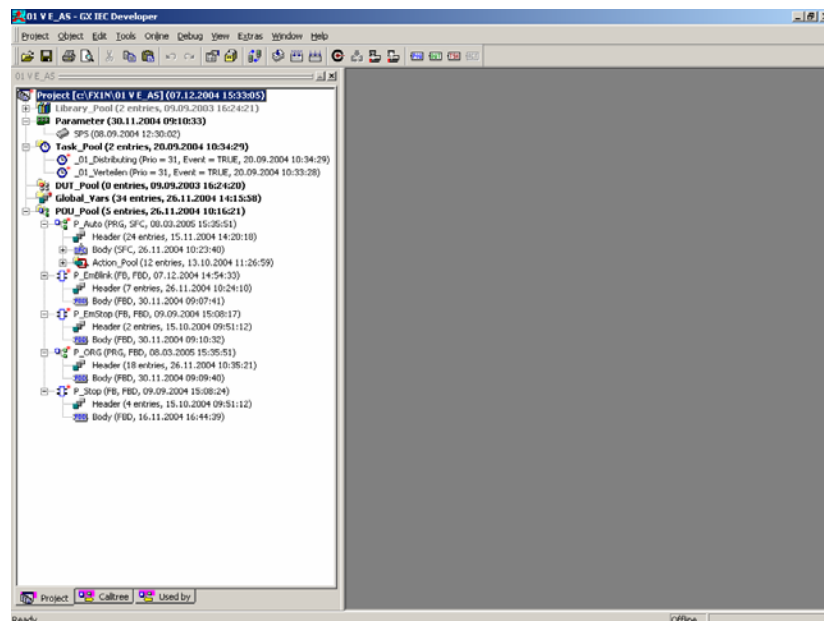 01 V E_AS - GX IEC Developer
Project Object Edit Tools Online Debug View Extras Window Help
01 V E_AS
Project [c:\FX1N\01 V E_AS] (07.12.2004 15:33:05)
Library_Pool (2 entries, 09.09.2003 16:24:21)
Parameter (30.11.2004 09:10:33)
SPS (08.09.2004 12:30:02)
Task_Pool (2 entries, 20.09.2004 10:34:29)
_01_Distributing (Prio = 31, Event = TRUE, 20.09.2004 10:34:29)
_01_Verteilen (Prio = 31, Event = TRUE, 20.09.2004 10:33:28)
DUT_Pool (0 entries, 09.09.2003 16:24:20)
Global_Vars (34 entries, 26.11.2004 14:15:58)
POU_Pool (5 entries, 26.11.2004 10:16:21)
P_Auto (PRG, SFC, 08.03.2005 15:35:51)
Header (24 entries, 15.11.2004 14:20:18)
Body (SFC, 26.11.2004 10:23:40)
Action_Pool (12 entries, 13.10.2004 11:26:59)
P_EmBlink (FB, FBD, 07.12.2004 14:54:33)
Header (7 entries, 26.11.2004 10:24:10)
Body (FBD, 30.11.2004 09:07:41)
P_EmStop (FB, FBD, 09.09.2004 15:08:17)
Header (2 entries, 15.10.2004 09:51:12)
Body (FBD, 30.11.2004 09:10:32)
P_ORG (PRG, FBD, 08.03.2005 15:35:51)
Header (18 entries, 26.11.2004 10:35:21)
Body (FBD, 30.11.2004 09:09:40)
P_Stop (FB, FBD, 09.09.2004 15:08:24)
Header (4 entries, 15.10.2004 09:51:12)
Body (FBD, 16.11.2004 16:44:39)
Project Calltree Used by
Ready Offline